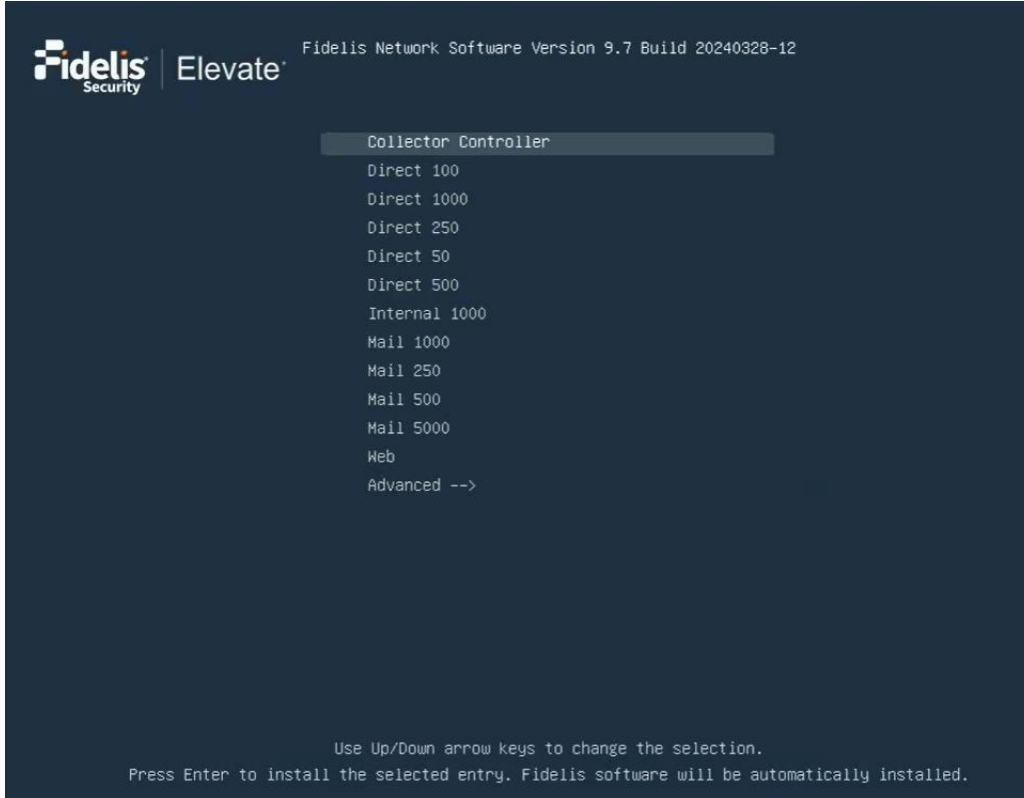 Fidelis Security
Elevate
Fidelis Network Software Version 9.7 Build 20240328-12
Collector Controller
Direct 100
Direct 1000
Direct 250
Direct 50
Direct 500
Internal 1000
Mail 1000
Mail 250
Mail 500
Mail 5000
Web
Advanced -->
Use Up/Down arrow keys to change the selection.
Press Enter to install the selected entry. Fidelis software will be automatically installed.